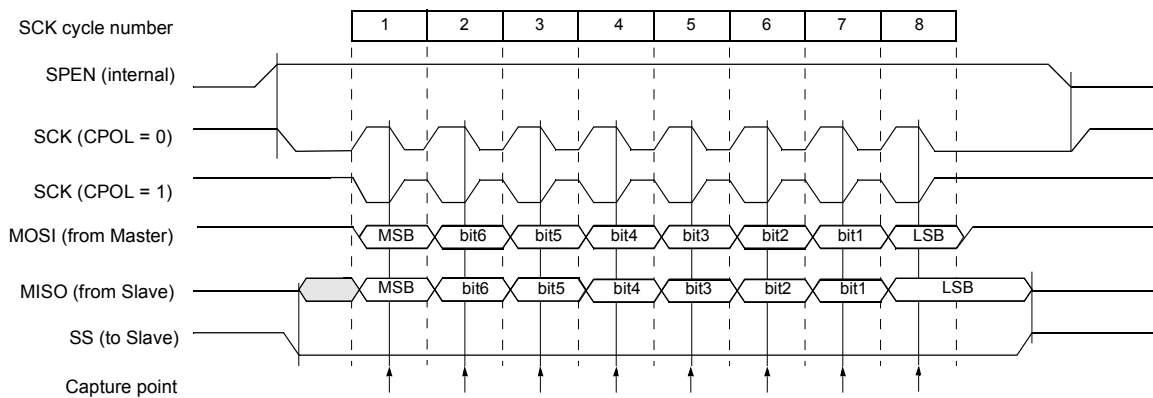 SCK cycle number 1 2 3 4 5 6 7 8
SPEN (internal)
SCK (CPOL = 0)
SCK (CPOL = 1)
MOSI (from Master) MSB bit6 bit5 bit4 bit3 bit2 bit1 LSB
MISO (from Slave) MSB bit6 bit5 bit4 bit3 bit2 bit1 LSB
SS (to Slave)
Capture point